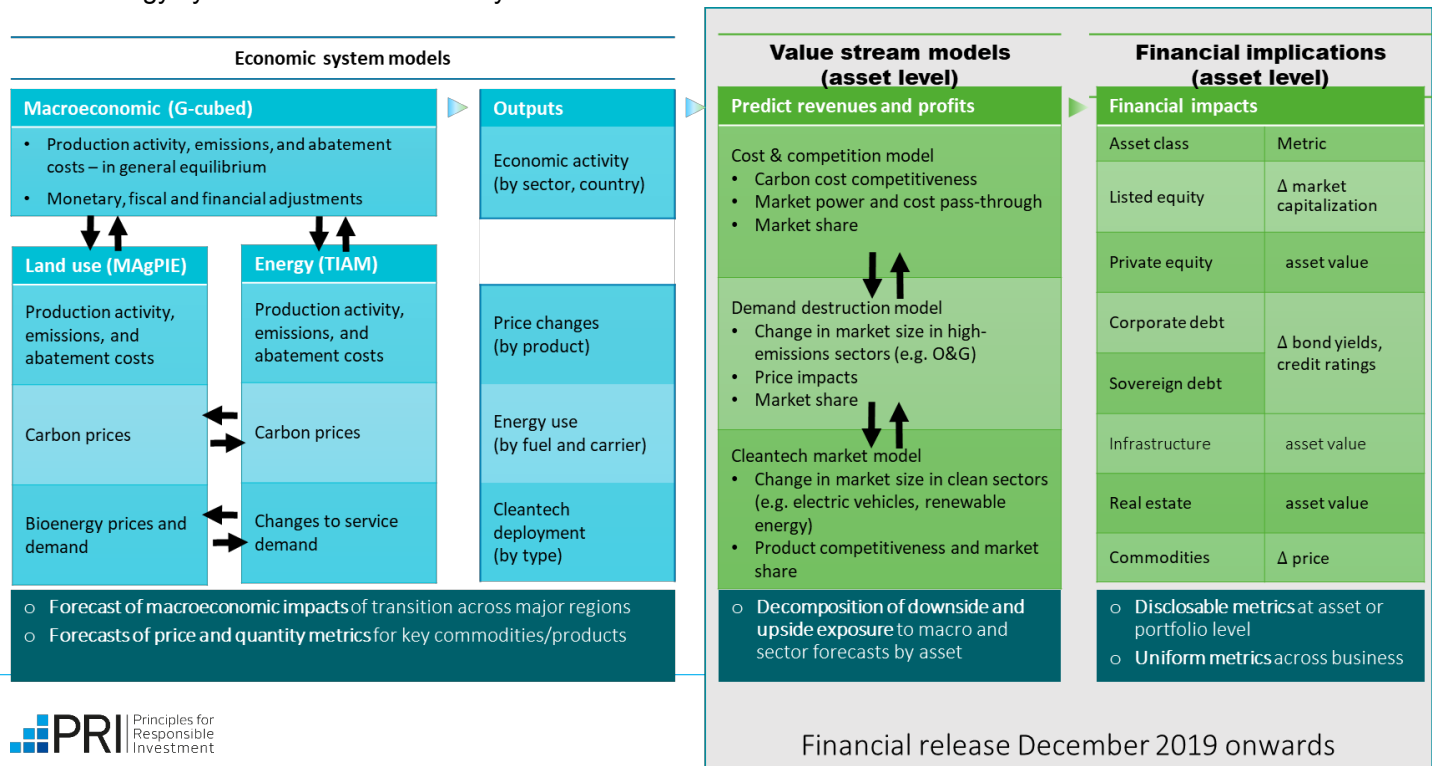 Economic system models
Macroeconomic (G-cubed)
• Production activity, emissions, and abatement
costs – in general equilibrium
• Monetary, fiscal and financial adjustments
Land use (MAgPIE)
Production activity,
emissions, and
abatement costs
Carbon prices
Bioenergy prices and
demand
Energy (TIAM)
Production activity,
emissions, and
abatement costs
Carbon prices
Changes to service
demand
Outputs
Economic activity
(by sector, country)
Price changes
(by product)
Energy use
(by fuel and carrier)
Cleantech
deployment
(by type)
o Forecast of macroeconomic impacts of transition across major regions
o Forecasts of price and quantity metrics for key commodities/products
Value stream models
(asset level)
Predict revenues and profits
Cost & competition model
• Carbon cost competitiveness
• Market power and cost pass-through
• Market share
Demand destruction model
• Change in market size in high-
emissions sectors (e.g. O&G)
• Price impacts
• Market share
Cleantech market model
• Change in market size in clean sectors
(e.g. electric vehicles, renewable
energy)
• Product competitiveness and market
share
o Decomposition of downside and
upside exposure to macro and
sector forecasts by asset
Financial implications
(asset level)
Financial impacts
Asset class Metric
Listed equity Δ market
capitalization
Private equity asset value
Corporate debt
Sovereign debt
Δ bond yields,
credit ratings
Infrastructure asset value
Real estate asset value
Commodities Δ price
o Disclosable metrics at asset or
portfolio level
o Uniform metrics across business
PRI
Principles for
Responsible
Investment
Financial release December 2019 onwards